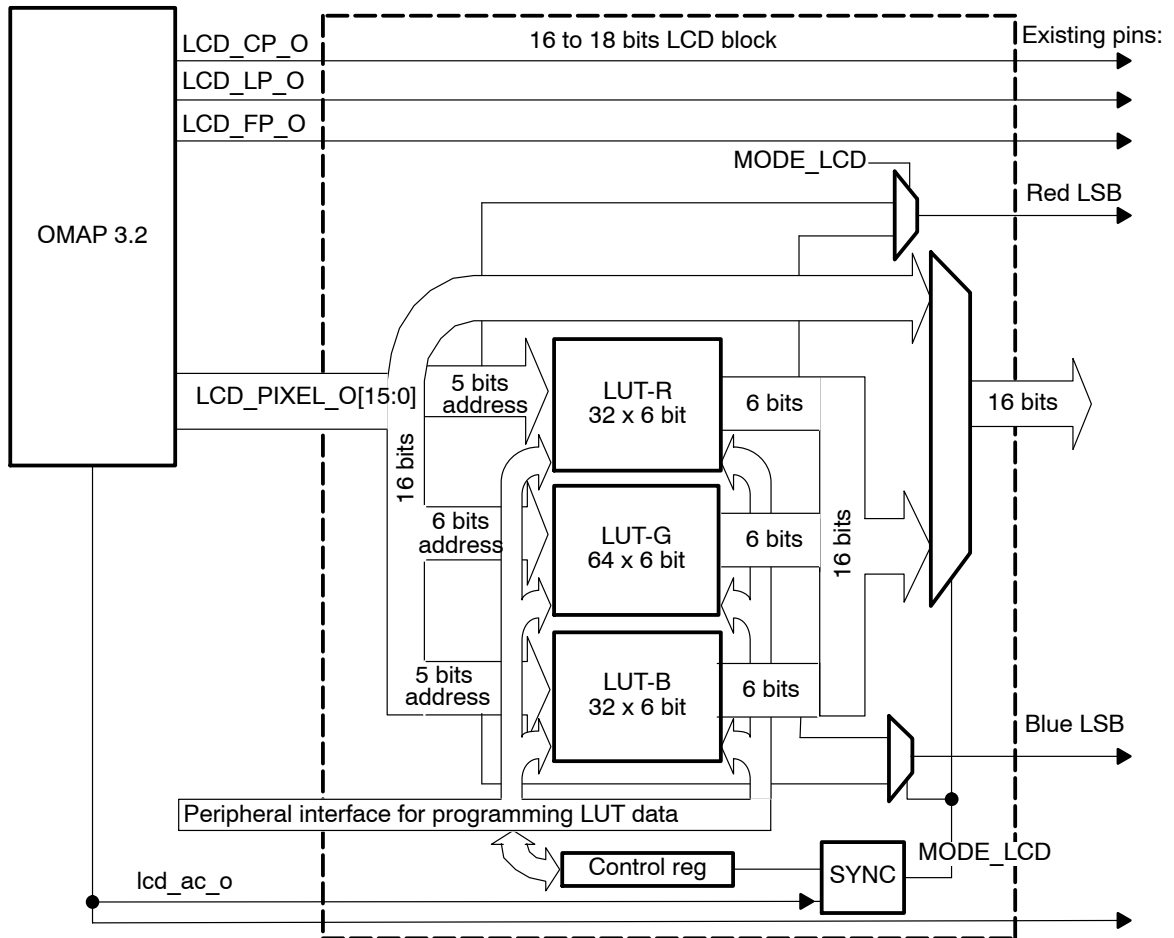 LCD_CP_O
16 to 18 bits LCD block
Existing pins:
LCD_LP_O
LCD_FP_O
MODE_LCD
Red LSB
OMAP 3.2
LCD_PIXEL_O[15:0]
5 bits
address
LUT-R
32 x 6 bit
6 bits
16 bits
16 bits
6 bits
address
LUT-G
64 x 6 bit
6 bits
16 bits
5 bits
address
LUT-B
32 x 6 bit
6 bits
Blue LSB
Peripheral interface for programming LUT data
Control reg
SYNC
MODE_LCD
lcd_ac_o